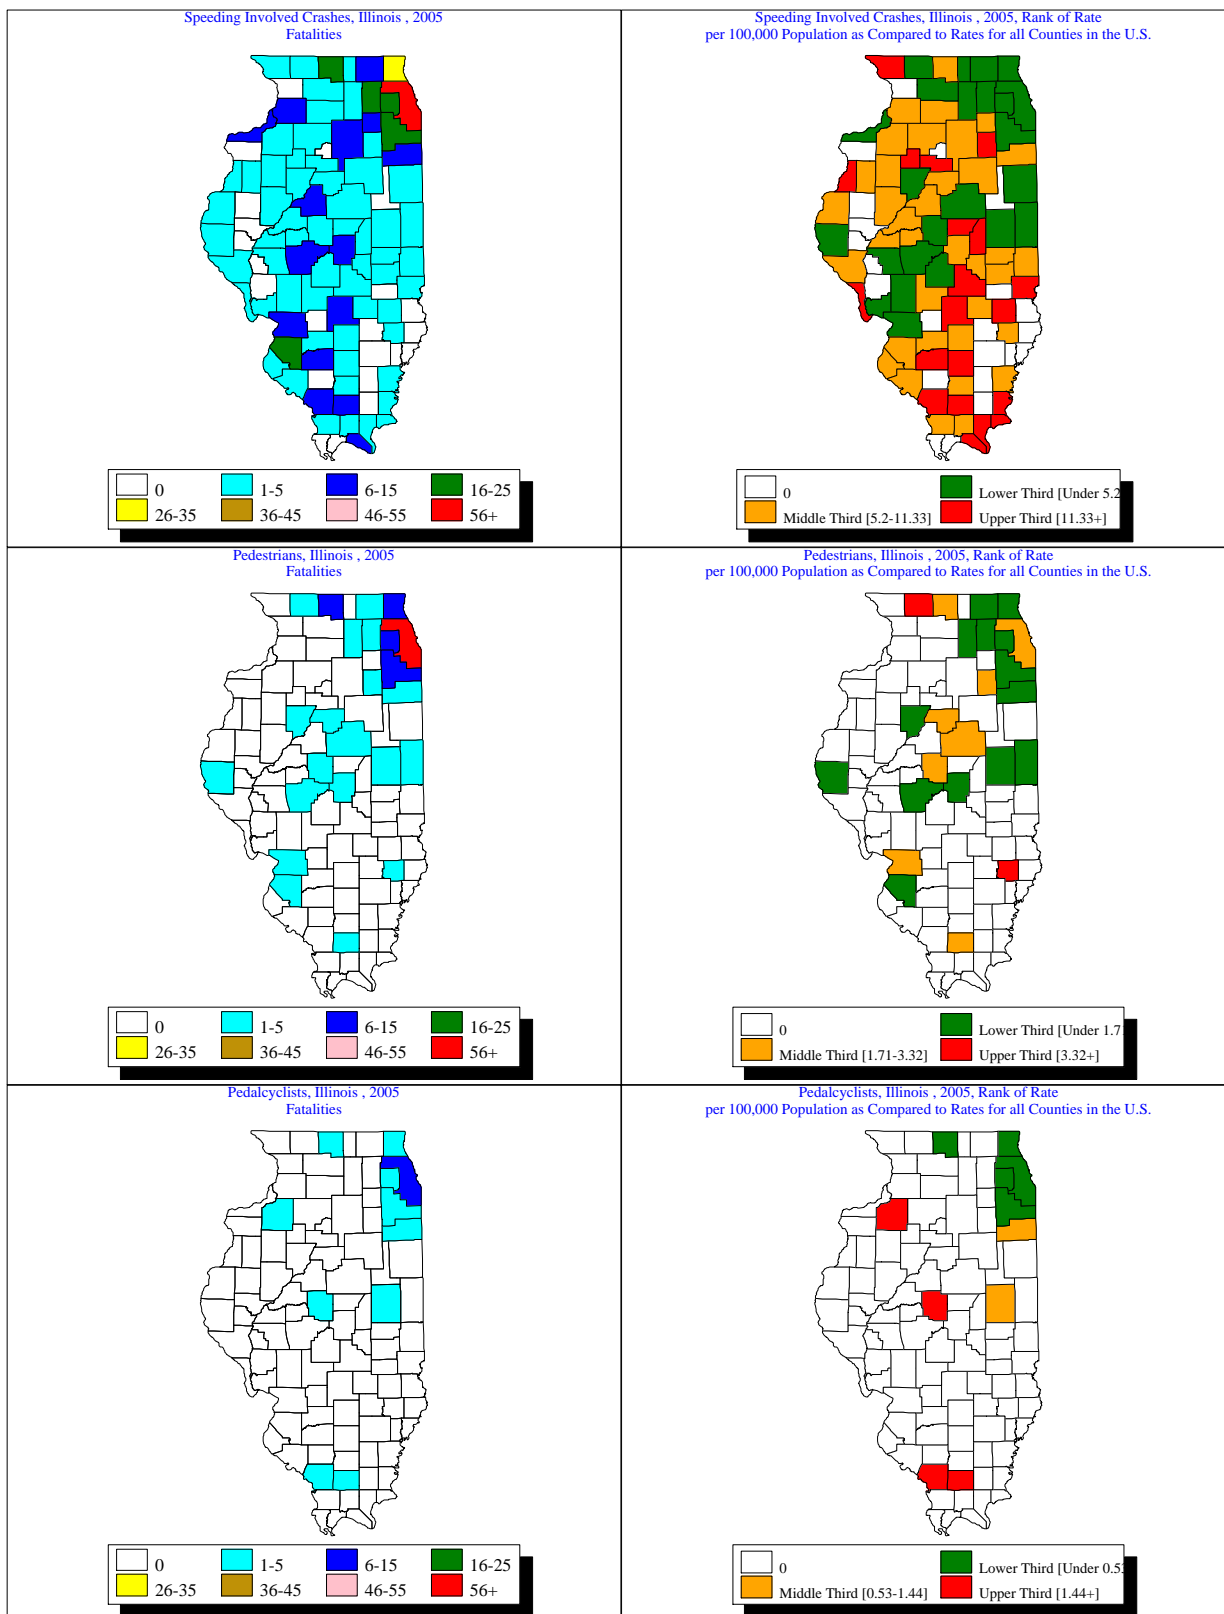 Speeding Involved Crashes, Illinois , 2005
Fatalities
0
1-5
6-15
16-25
26-35
36-45
46-55
56+
Speeding Involved Crashes, Illinois , 2005, Rank of Rate
per 100,000 Population as Compared to Rates for all Counties in the U.S.
0
Lower Third [Under 5.2
Middle Third [5.2-11.33]
Upper Third [11.33+]
Pedestrians, Illinois , 2005
Fatalities
0
1-5
6-15
16-25
26-35
36-45
46-55
56+
Pedestrians, Illinois , 2005, Rank of Rate
per 100,000 Population as Compared to Rates for all Counties in the U.S.
0
Lower Third [Under 1.7
Middle Third [1.71-3.32]
Upper Third [3.32+]
Pedalcyclists, Illinois , 2005
Fatalities
0
1-5
6-15
16-25
26-35
36-45
46-55
56+
Pedalcyclists, Illinois , 2005, Rank of Rate
per 100,000 Population as Compared to Rates for all Counties in the U.S.
0
Lower Third [Under 0.53
Middle Third [0.53-1.44]
Upper Third [1.44+]